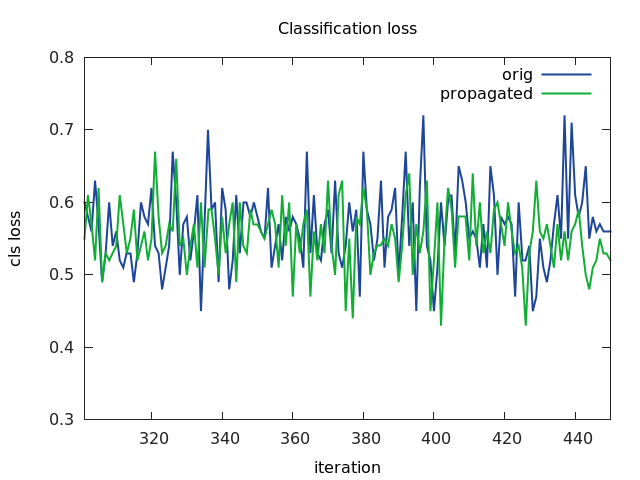 Classification loss
orig
propagated
cls loss
0.8
0.7
0.6
0.5
0.4
0.3
320 340 360 380 400 420 440
iteration